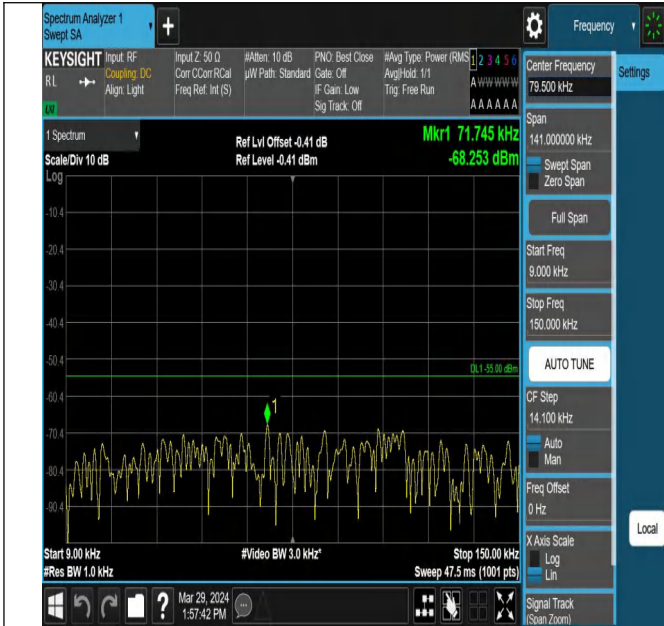 Spectrum Analyzer 1
Swept SA
+
Frequency
KEYSIGHT
RL
LXI
Input: RF
Coupling: DC
Align: Light
Input Z: 50 Ω
Corr CCorr RCal
Freq Ref: Int (S)
#Atten: 10 dB
µW Path: Standard
PNO: Best Close
Gate: Off
IF Gain: Low
Sig Track: Off
#Avg Type: Power (RMS
Avg|Hold: 1/1
Trig: Free Run
1 2 3 4 5 6
A W W W W W
A A A A A A
1 Spectrum
Scale/Div 10 dB
Log
Ref Lvl Offset -0.41 dB
Ref Level -0.41 dBm
Mkr1 71.745 kHz
-68.253 dBm
-10.4
-20.4
-30.4
-40.4
-50.4
DL1 -55.00 dBm
-60.4
1
-70.4
-80.4
-90.4
Start 9.00 kHz
#Video BW 3.0 kHz*
Stop 150.00 kHz
#Res BW 1.0 kHz
Sweep 47.5 ms (1001 pts)
?
Mar 29, 2024
1:57:42 PM
Center Frequency
79.500 kHz
Settings
Span
141.000000 kHz
Swept Span
Zero Span
Full Span
Start Freq
9.000 kHz
Stop Freq
150.000 kHz
AUTO TUNE
CF Step
14.100 kHz
Auto
Man
Freq Offset
0 Hz
Local
X Axis Scale
Log
Lin
Signal Track
(Span Zoom)